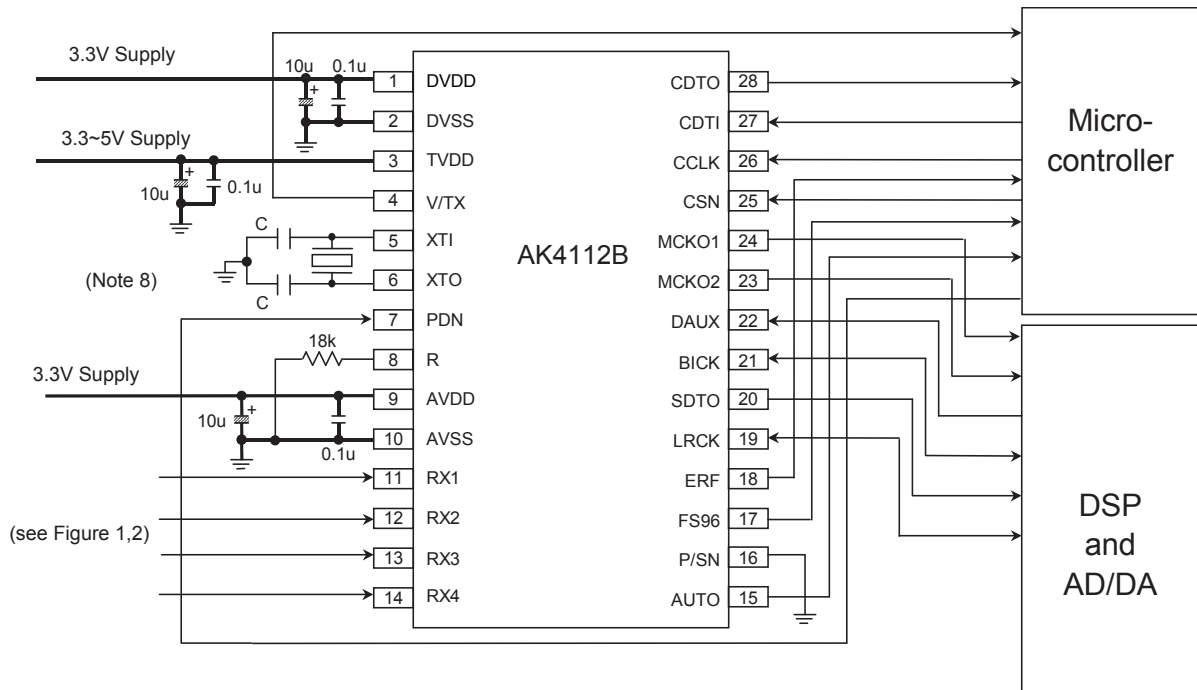 3.3V Supply
10u
+
0.1u
1
DVDD
2
DVSS
3.3~5V Supply
3
TVDD
10u
+
0.1u
4
V/TX
C
5
XTI
(Note 8)
C
6
XTO
7
PDN
18k
8
R
3.3V Supply
9
AVDD
10u
+
0.1u
10
AVSS
11
RX1
12
RX2
(see Figure 1,2)
13
RX3
14
RX4
AK4112B
CDTO
28
CDTI
27
CCLK
26
CSN
25
MCKO1
24
MCKO2
23
DAUX
22
BICK
21
SDTO
20
LRCK
19
ERF
18
FS96
17
P/SN
16
AUTO
15
Micro-
controller
DSP
and
AD/DA